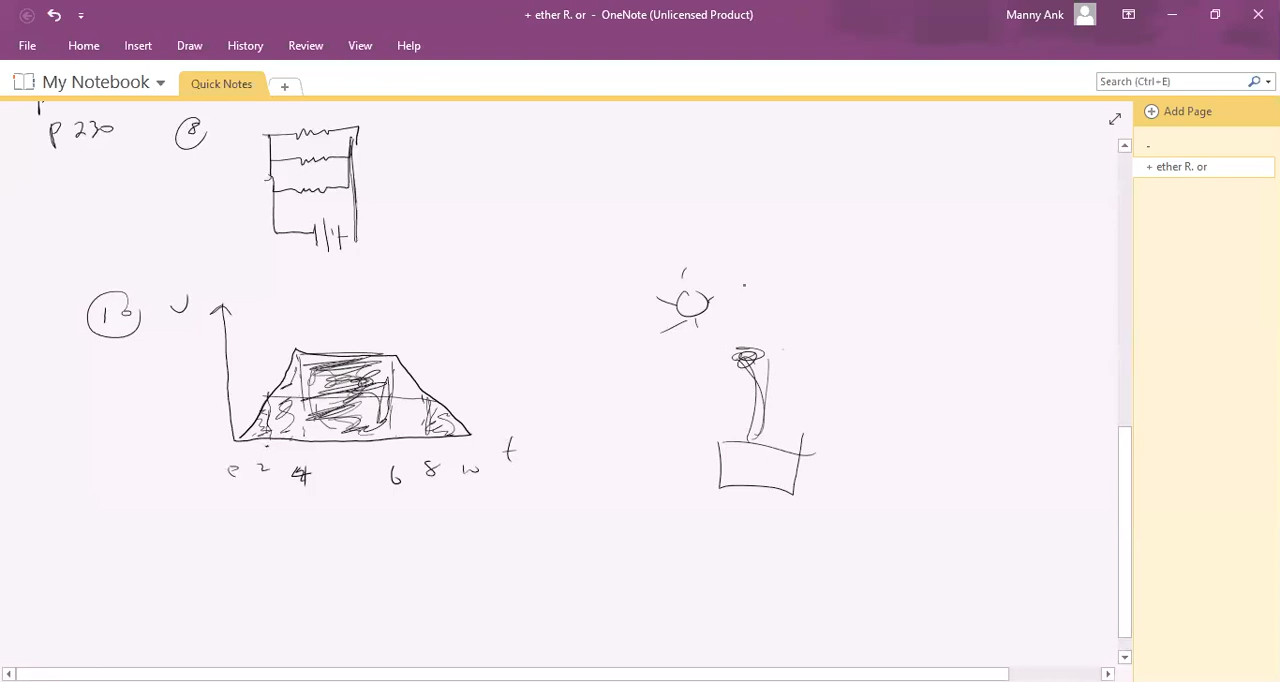 + ether R. or - OneNote (Unlicensed Product)
Manny Ank
File Home Insert Draw History Review View Help
My Notebook
Quick Notes
+
Search (Ctrl+E)
Add Page
-
+ ether R. or
p 230 8
10 v
t
2 4 6 8 10